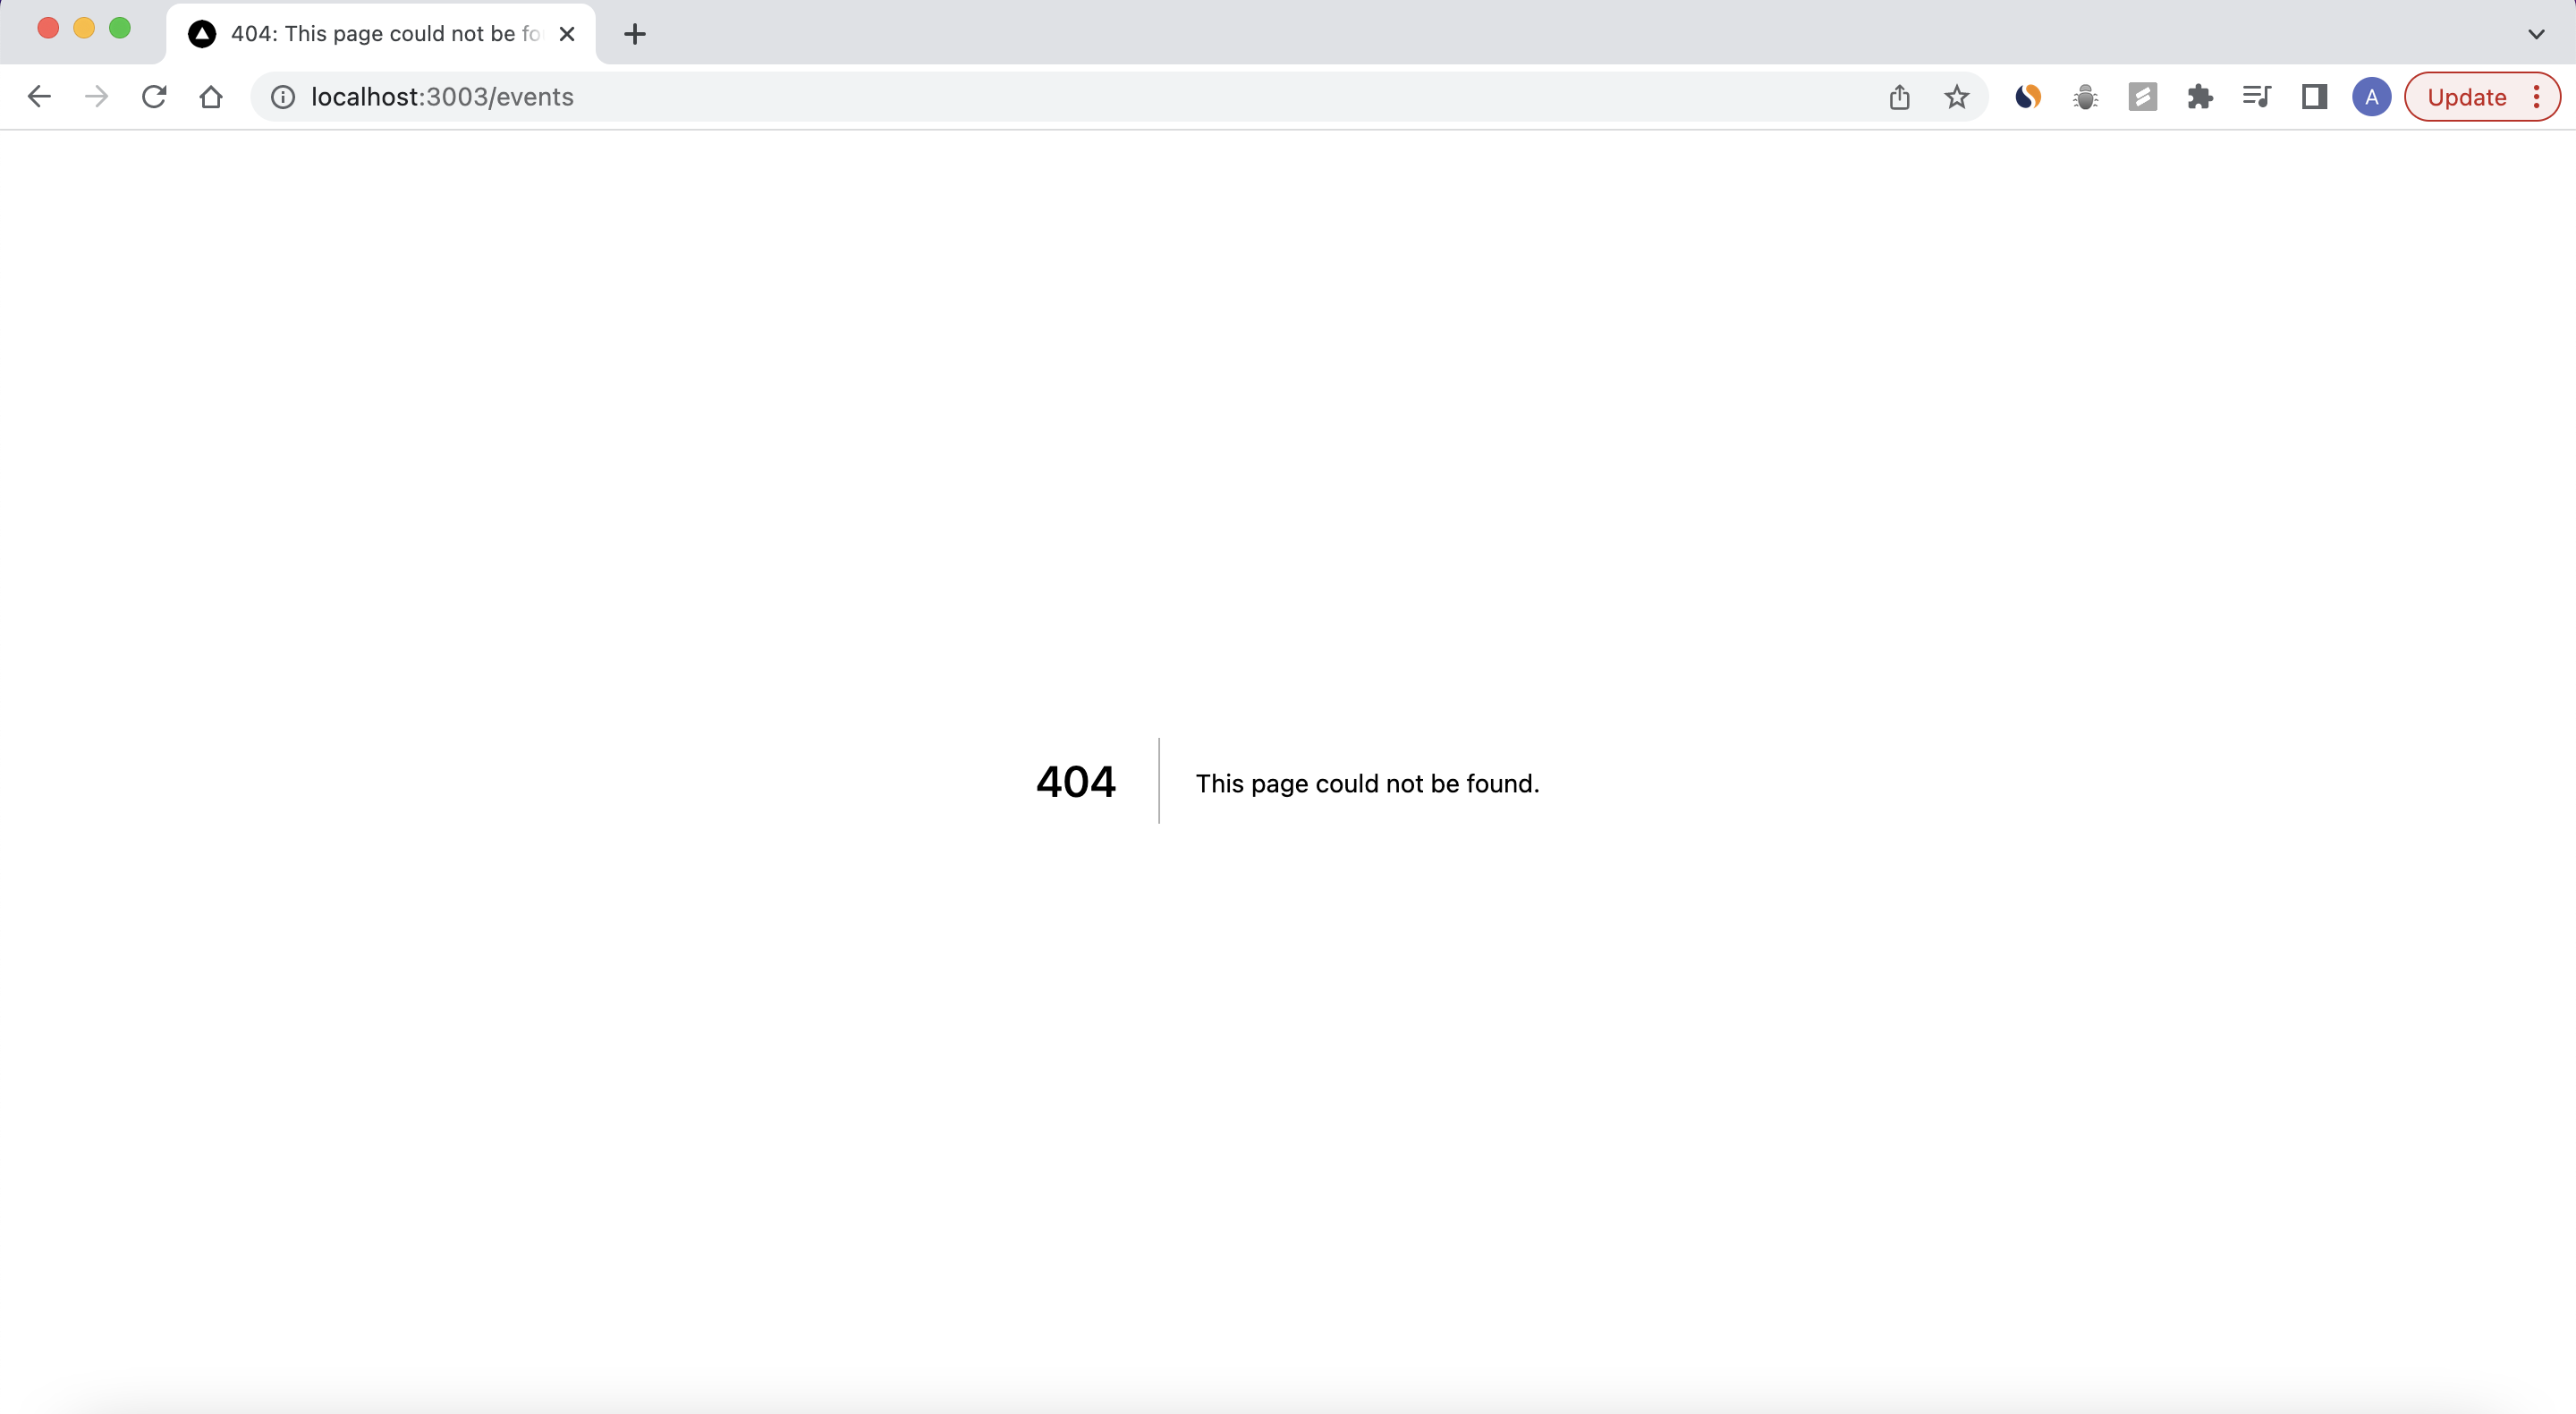 404: This page could not be fo
localhost:3003/events
A
Update
404
This page could not be found.